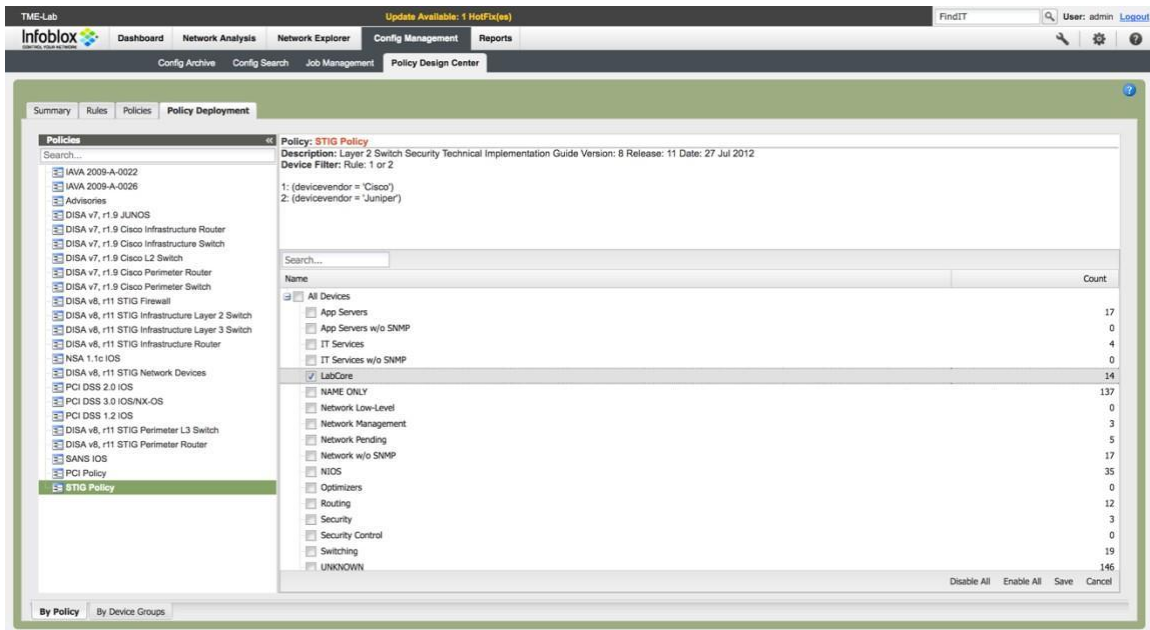 TME-Lab
Update Available: 1 HotFix(es)
FindIT
User: admin Logout
Infoblox
CONTROL YOUR NETWORK
Dashboard Network Analysis Network Explorer Config Management Reports
Config Archive Config Search Job Management Policy Design Center
Summary Rules Policies Policy Deployment
Policies
Search...
IAVA 2009-A-0022
IAVA 2009-A-0026
Advisories
DISA v7, r1.9 JUNOS
DISA v7, r1.9 Cisco Infrastructure Router
DISA v7, r1.9 Cisco Infrastructure Switch
DISA v7, r1.9 Cisco L2 Switch
DISA v7, r1.9 Cisco Perimeter Router
DISA v7, r1.9 Cisco Perimeter Switch
DISA v8, r11 STIG Firewall
DISA v8, r11 STIG Infrastructure Layer 2 Switch
DISA v8, r11 STIG Infrastructure Layer 3 Switch
DISA v8, r11 STIG Infrastructure Router
NSA 1.1c IOS
DISA v8, r11 STIG Network Devices
PCI DSS 2.0 IOS
PCI DSS 3.0 IOS/NX-OS
PCI DSS 1.2 IOS
DISA v8, r11 STIG Perimeter L3 Switch
DISA v8, r11 STIG Perimeter Router
SANS IOS
PCI Policy
STIG Policy
Policy: STIG Policy
Description: Layer 2 Switch Security Technical Implementation Guide Version: 8 Release: 11 Date: 27 Jul 2012
Device Filter: Rule: 1 or 2
1: (devicevendor = 'Cisco')
2: (devicevendor = 'Juniper')
Search...
Name Count
All Devices
App Servers 17
App Servers w/o SNMP 0
IT Services 4
IT Services w/o SNMP 0
LabCore 14
NAME ONLY 137
Network Low-Level 0
Network Management 3
Network Pending 5
Network w/o SNMP 17
NIOS 35
Optimizers 0
Routing 12
Security 3
Security Control 0
Switching 19
UNKNOWN 146
Disable All Enable All Save Cancel
By Policy By Device Groups